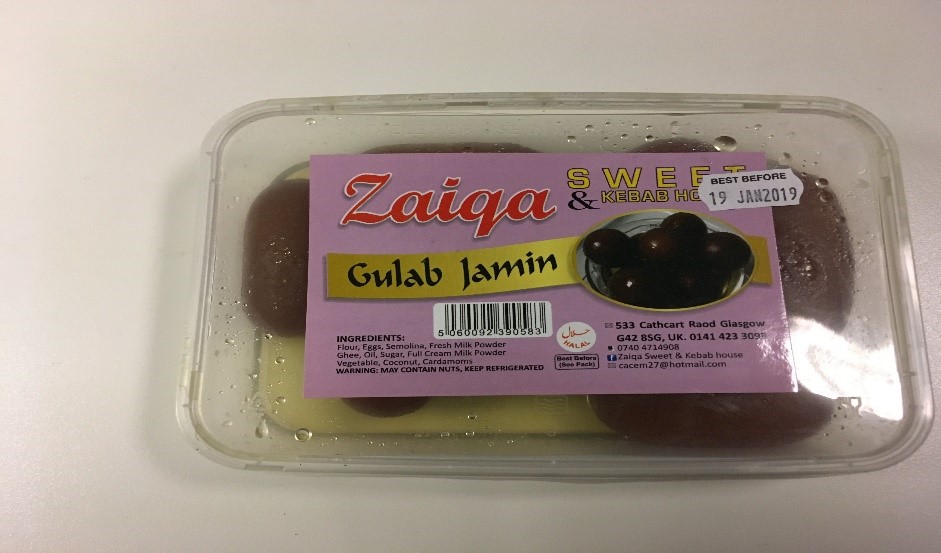 Zaiqa
SWEET
& KEBAB
BEST BEFORE
19 JAN2019
Gulab Jamin
5 060092 390583
INGREDIENTS:
Flour, Eggs, Semolina, Fresh Milk Powder
Ghee, Oil, Sugar, Full Cream Milk Powder
Vegetable, Coconut, Cardamoms
WARNING: MAY CONTAIN NUTS, KEEP REFRIGERATED
حلال
HALAL
Best Before
(See Pack)
533 Cathcart Raod Glasgow
G42 8SG, UK. 0141 423 3098
0740 4714908
Zaiqa Sweet & Kebab house
cacem27@hotmail.com